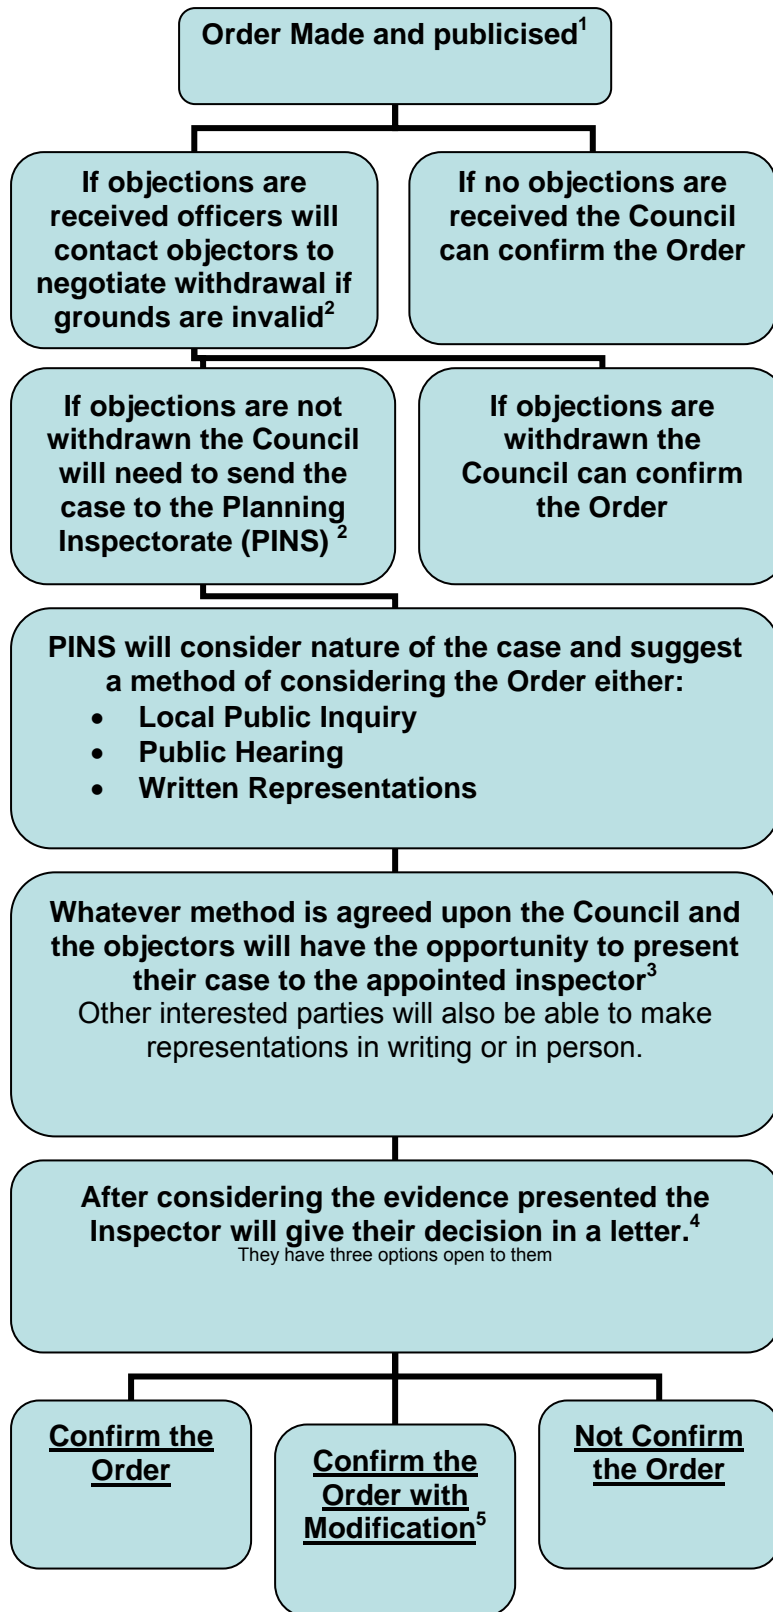 Order Made and publicised1
If objections are
received officers will
contact objectors to
negotiate withdrawal if
grounds are invalid2
If no objections are
received the Council
can confirm the Order
If objections are not
withdrawn the Council
will need to send the
case to the Planning
Inspectorate (PINS) 2
If objections are
withdrawn the
Council can confirm
the Order
PINS will consider nature of the case and suggest
a method of considering the Order either:
• Local Public Inquiry
• Public Hearing
• Written Representations
Whatever method is agreed upon the Council and
the objectors will have the opportunity to present
their case to the appointed inspector3
Other interested parties will also be able to make
representations in writing or in person.
After considering the evidence presented the
Inspector will give their decision in a letter.4
They have three options open to them
Confirm the
Order
Confirm the
Order with
Modification5
Not Confirm
the Order